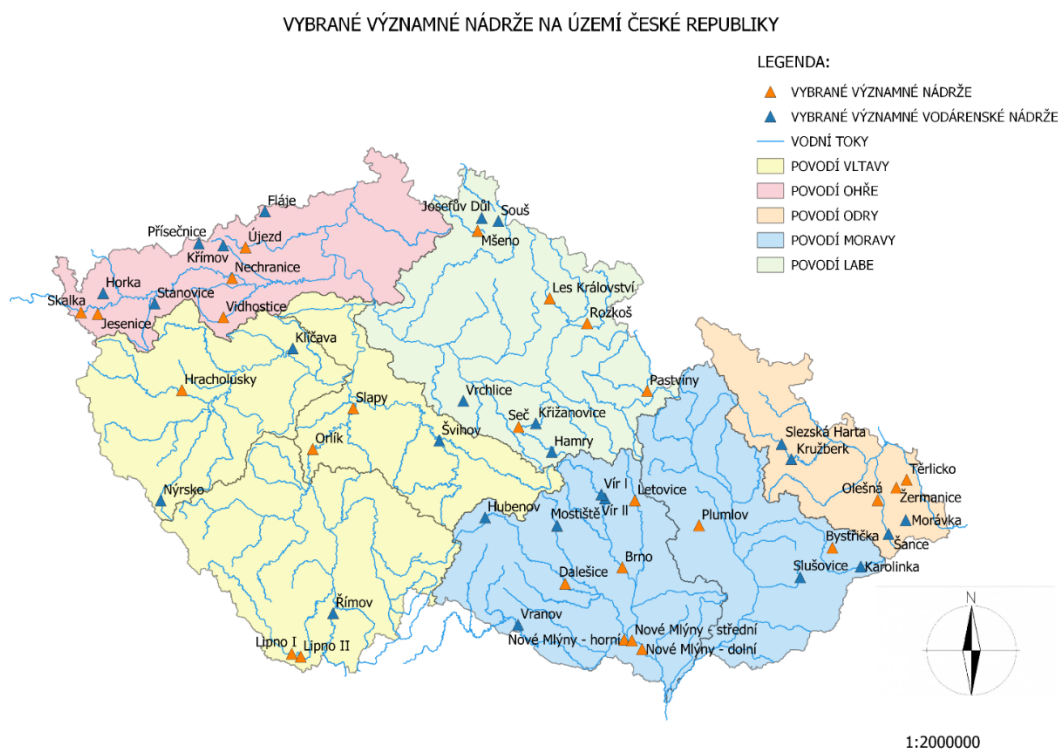 VYBRANÉ VÝZNAMNÉ NÁDRŽE NA ÚZEMÍ ČESKÉ REPUBLIKY
LEGENDA:
VYBRANÉ VÝZNAMNÉ NÁDRŽE
VYBRANÉ VÝZNAMNÉ VODÁRENSKÉ NÁDRŽE
VODNÍ TOKY
POVODÍ VLTAVY
POVODÍ OHŘE
POVODÍ ODRY
POVODÍ MORAVY
POVODÍ LABE
Fláje
Josefův Důl
Souš
Přísečnice
Újezd
Mšeno
Křímov
Nechranice
Horka
Stanovice
Les Království
Skalka
Jesenice
Vidhostice
Rozkoš
Klíčava
Hracholusky
Pastviny
Slapy
Vrchlice
Seč
Křižanovice
Švihov
Orlík
Hamry
Slezská Harta
Kružberk
Těrlicko
Nýrsko
Vír I
Letovice
Olešná
Žermanice
Vír II
Hubenov
Mostiště
Plumlov
Morávka
Bystřička
Šance
Brno
Slušovice
Karolinka
Dalešice
Římov
Vranov
Nové Mlýny - horní
Nové Mlýny - střední
Nové Mlýny - dolní
Lipno I
Lipno II
N
1:2000000